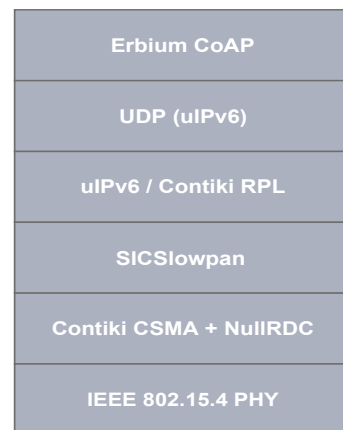 Erbium CoAP
UDP (uIPv6)
uIPv6 / Contiki RPL
SICSlowpan
Contiki CSMA + NullRDC
IEEE 802.15.4 PHY